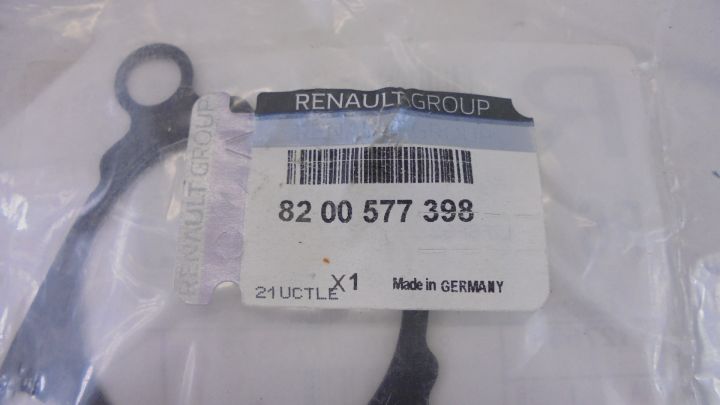 RENAULT GROUP
RENAULT GROUP
82 00 577 398
21UCTLE X1 Made in GERMANY